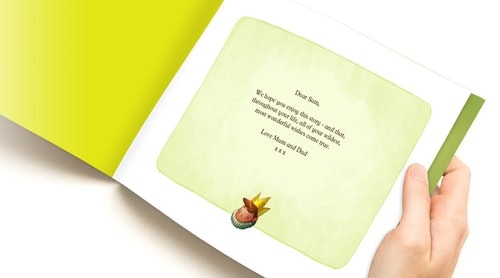 Dear Sam,
We hope you enjoy this story - and that,
throughout your life, all of your wildest,
most wonderful wishes come true.
Love Mum and Dad
x x x